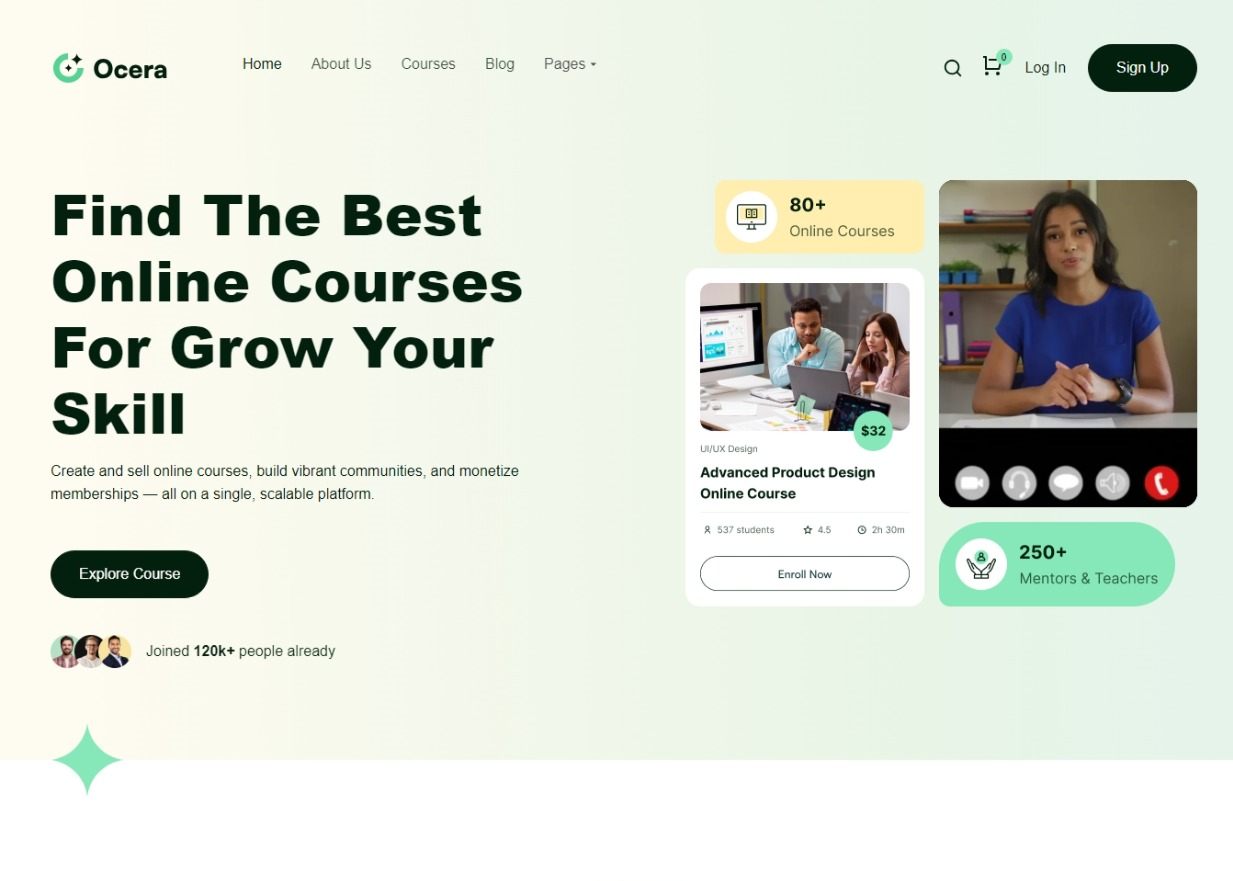 Ocera
Home
About Us
Courses
Blog
Pages
0
Log In
Sign Up
Find The Best
Online Courses
For Grow Your
Skill
Create and sell online courses, build vibrant communities, and monetize
memberships — all on a single, scalable platform.
Explore Course
Joined 120k+ people already
80+
Online Courses
$32
UI/UX Design
Advanced Product Design
Online Course
537 students
4.5
2h 30m
Enroll Now
250+
Mentors & Teachers